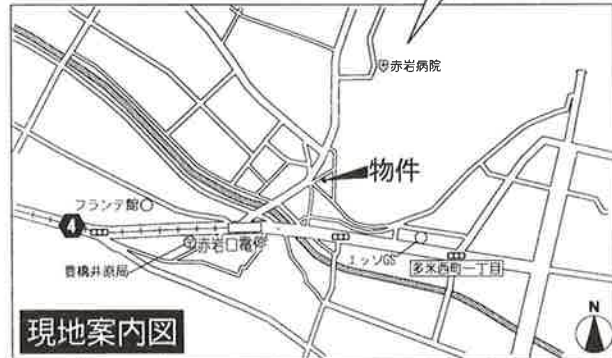 赤岩病院
物件
フランテ館
4
赤岩口電停
エッソGS
豊橋井原局
多米西町一丁目
現地案内図
N